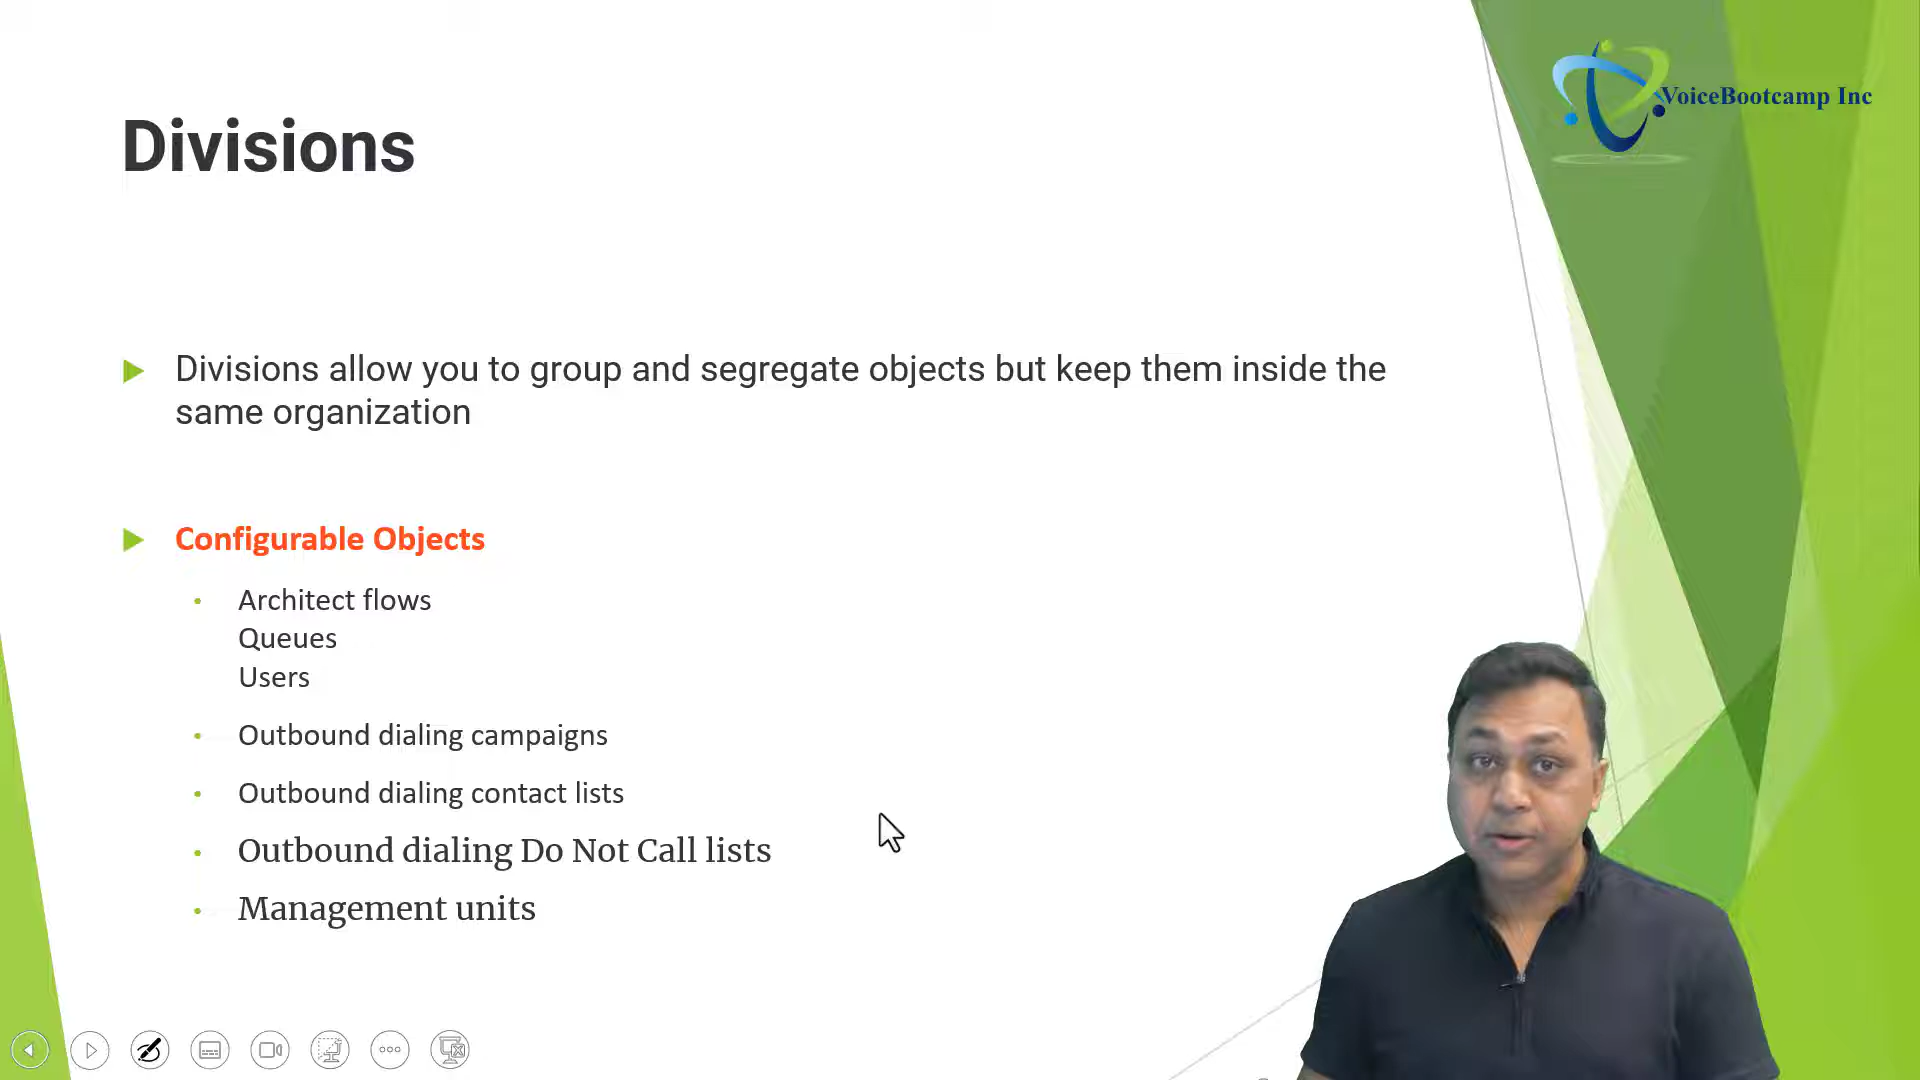 VoiceBootcamp Inc
Divisions
Divisions allow you to group and segregate objects but keep them inside the
same organization
Configurable Objects
Architect flows
Queues
Users
Outbound dialing campaigns
Outbound dialing contact lists
Outbound dialing Do Not Call lists
Management units